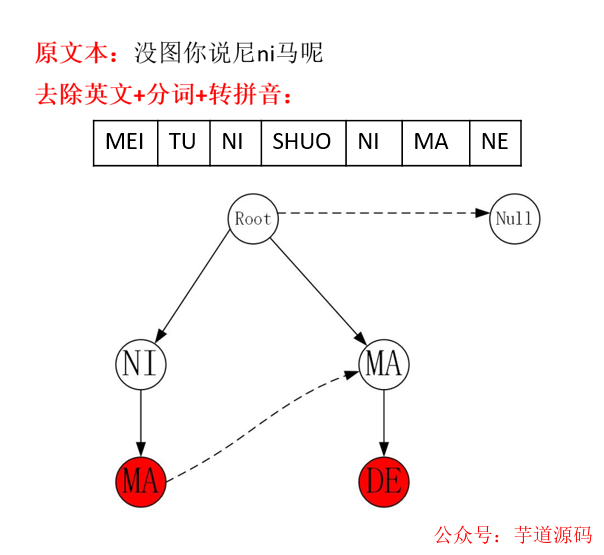 原文本：没图你说尼ni马呢
去除英文+分词+转拼音：
MEI TU NI SHUO NI MA NE
Root Null
NI MA
MA DE
公众号：芋道源码